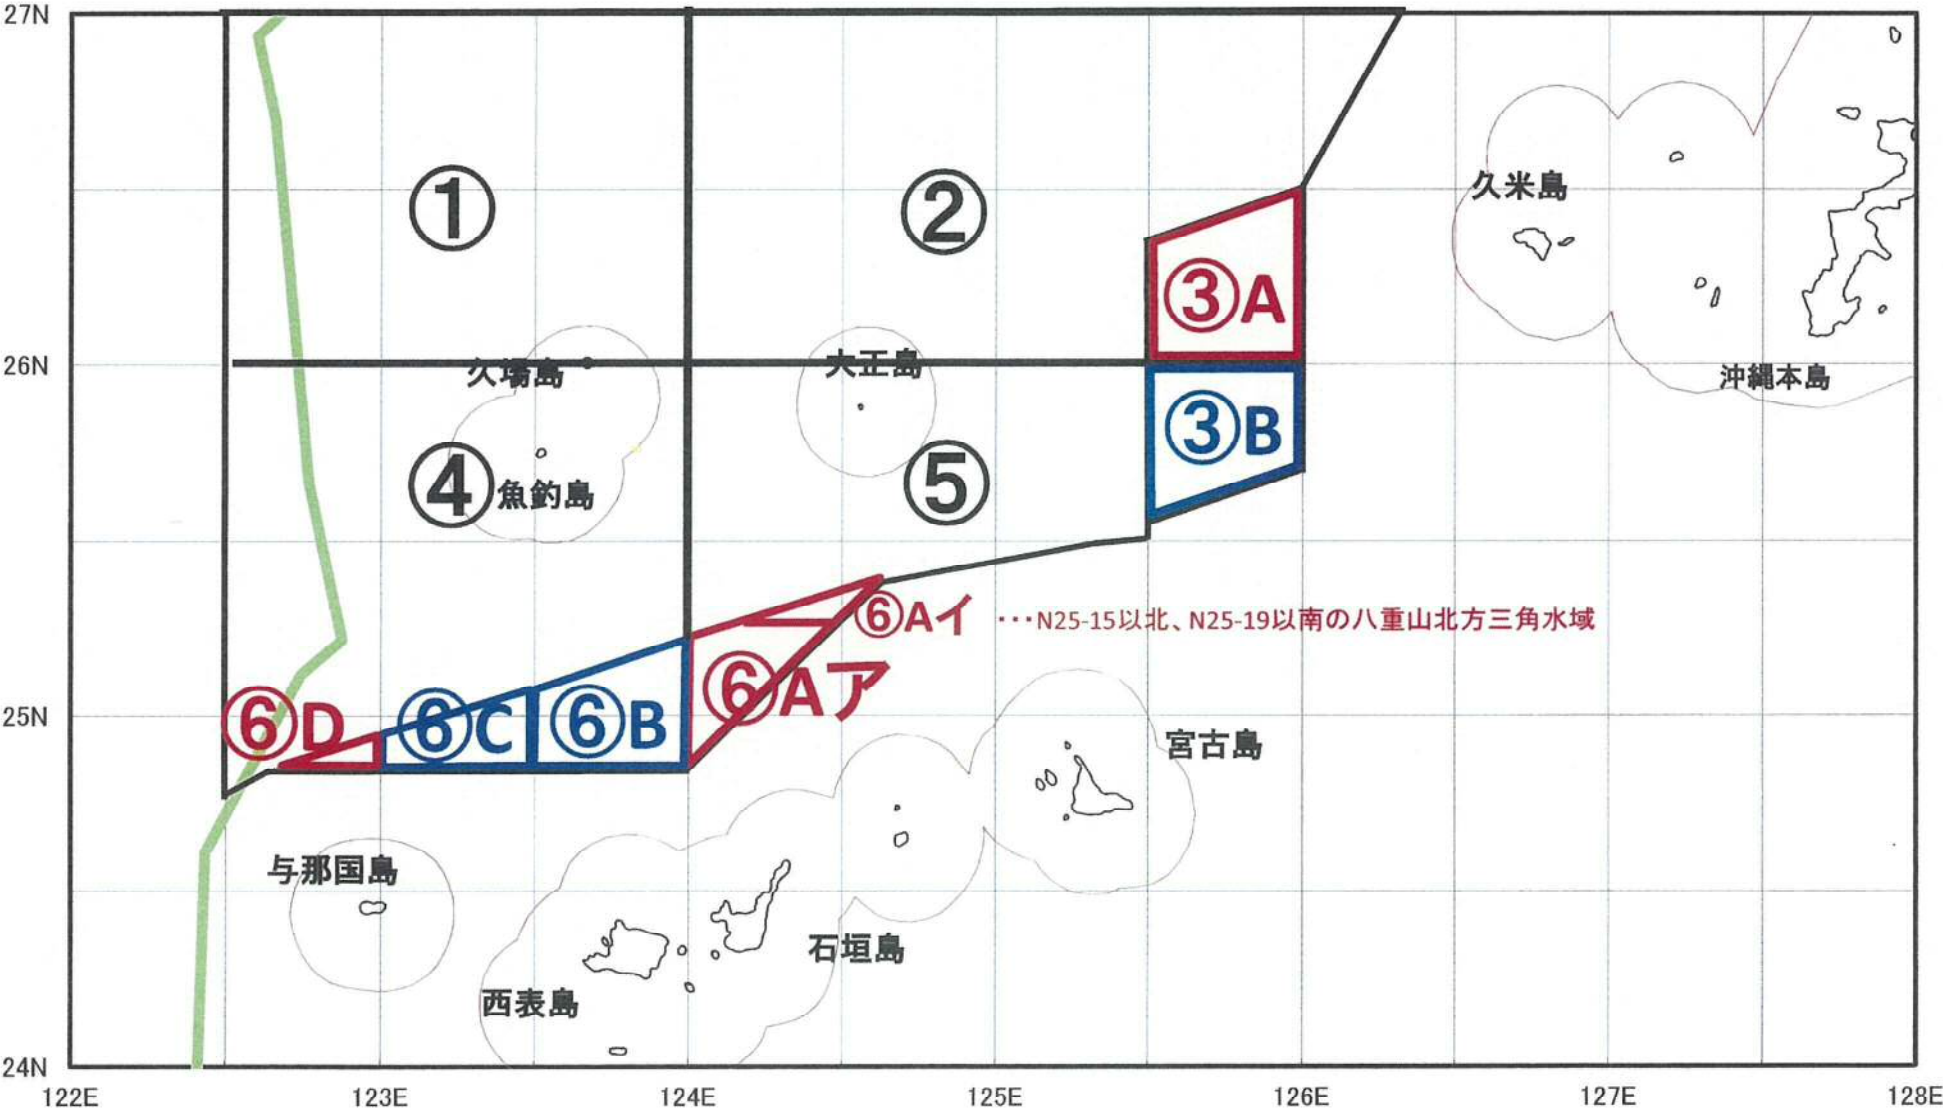 27N
①
②
久米島
③A
26N
久場島
大正島
沖縄本島
③B
④
魚釣島
⑤
⑥Aイ
･･･N25-15以北、N25-19以南の八重山北方三角水域
⑥Aア
25N
⑥D
⑥C
⑥B
宮古島
与那国島
石垣島
西表島
24N
122E
123E
124E
125E
126E
127E
128E